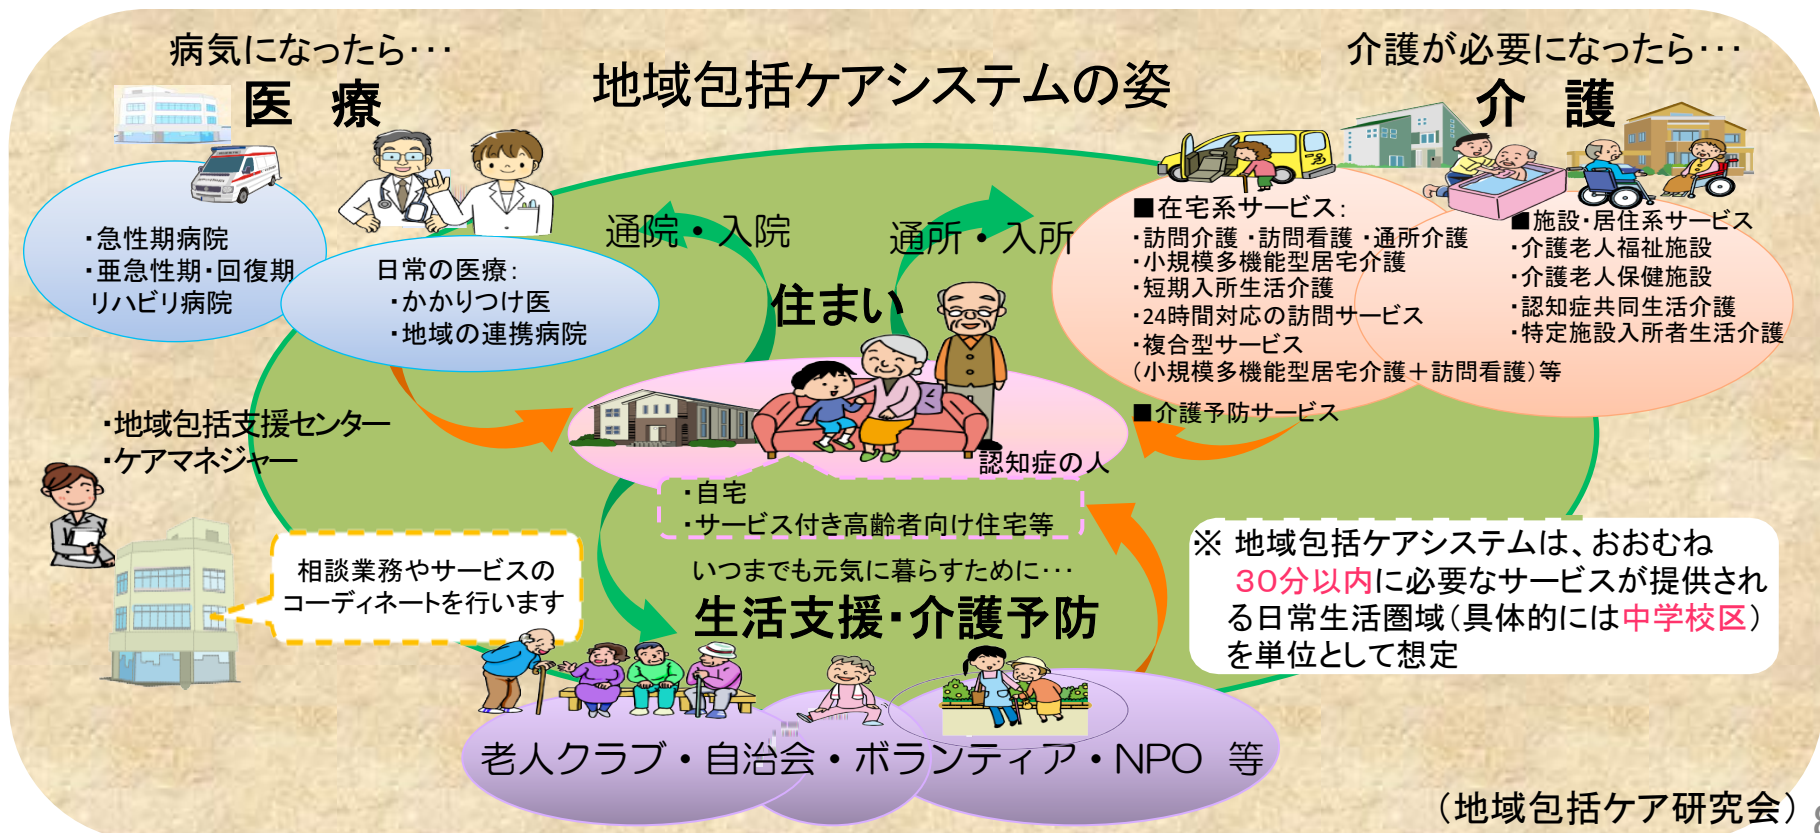 病気になったら･･･
医 療
地域包括ケアシステムの姿
介護が必要になったら･･･
介 護
・急性期病院
・亜急性期・回復期
リハビリ病院
日常の医療：
・かかりつけ医
・地域の連携病院
通院・入院
通所・入所
住まい
■在宅系サービス：
・訪問介護 ・訪問看護 ・通所介護
・小規模多機能型居宅介護
・短期入所生活介護
・24時間対応の訪問サービス
・複合型サービス
（小規模多機能型居宅介護＋訪問看護）等
■介護予防サービス
■施設・居住系サービス
・介護老人福祉施設
・介護老人保健施設
・認知症共同生活介護
・特定施設入所者生活介護
・地域包括支援センター
・ケアマネジャー
相談業務やサービスの
コーディネートを行います
認知症の人
・自宅
・サービス付き高齢者向け住宅等
いつまでも元気に暮らすために･･･
生活支援・介護予防
※ 地域包括ケアシステムは、おおむね
３０分以内に必要なサービスが提供され
る日常生活圏域（具体的には中学校区）
を単位として想定
老人クラブ・自治会・ボランティア・NPO 等
（地域包括ケア研究会）